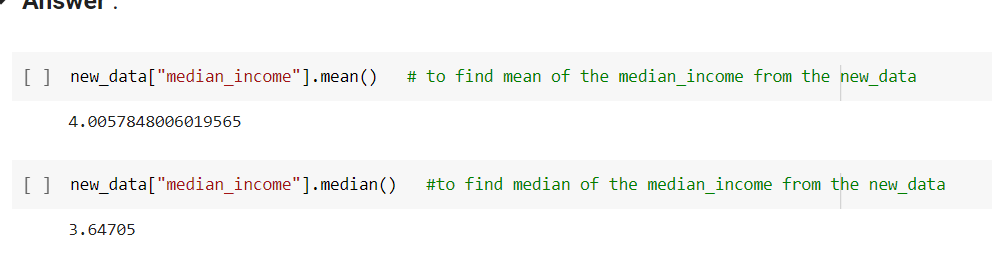 Answer :
[ ] new_data["median_income"].mean() # to find mean of the median_income from the new_data
4.0057848006019565
[ ] new_data["median_income"].median() #to find median of the median_income from the new_data
3.64705